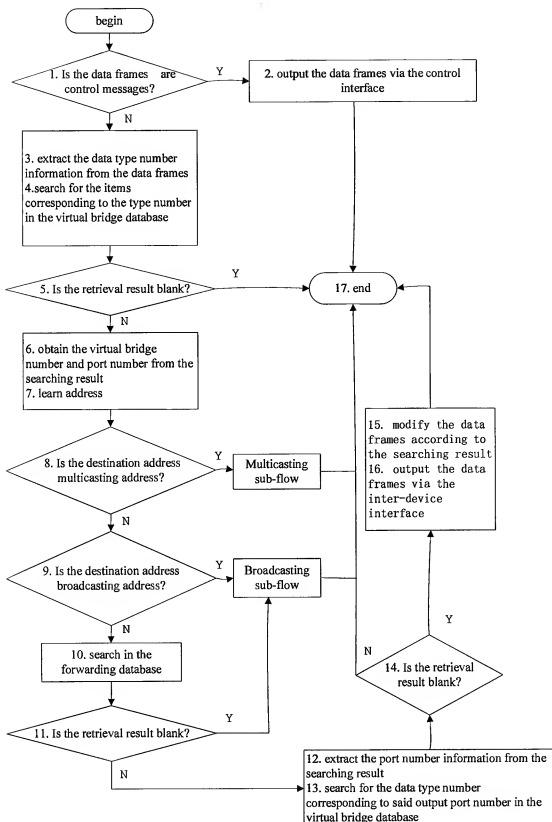 begin
1. Is the data frames are
control messages?
Y
2. output the data frames via the control
interface
N
3. extract the data type number
information from the data frames
4.search for the items
corresponding to the type number
in the virtual bridge database
5. Is the retrieval result blank?
Y
17. end
N
6. obtain the virtual bridge
number and port number from the
searching result
7. learn address
8. Is the destination address
multicasting address?
Y
Multicasting
sub-flow
15. modify the data
frames according to
the searching result
16. output the data
frames via the
inter-device
interface
N
9. Is the destination address
broadcasting address?
Y
Broadcasting
sub-flow
N
10. search in the
forwarding database
Y
N
14. Is the retrieval
result blank?
11. Is the retrieval result blank?
Y
N
12. extract the port number information from the
searching result
13. search for the data type number
corresponding to said output port number in the
virtual bridge database